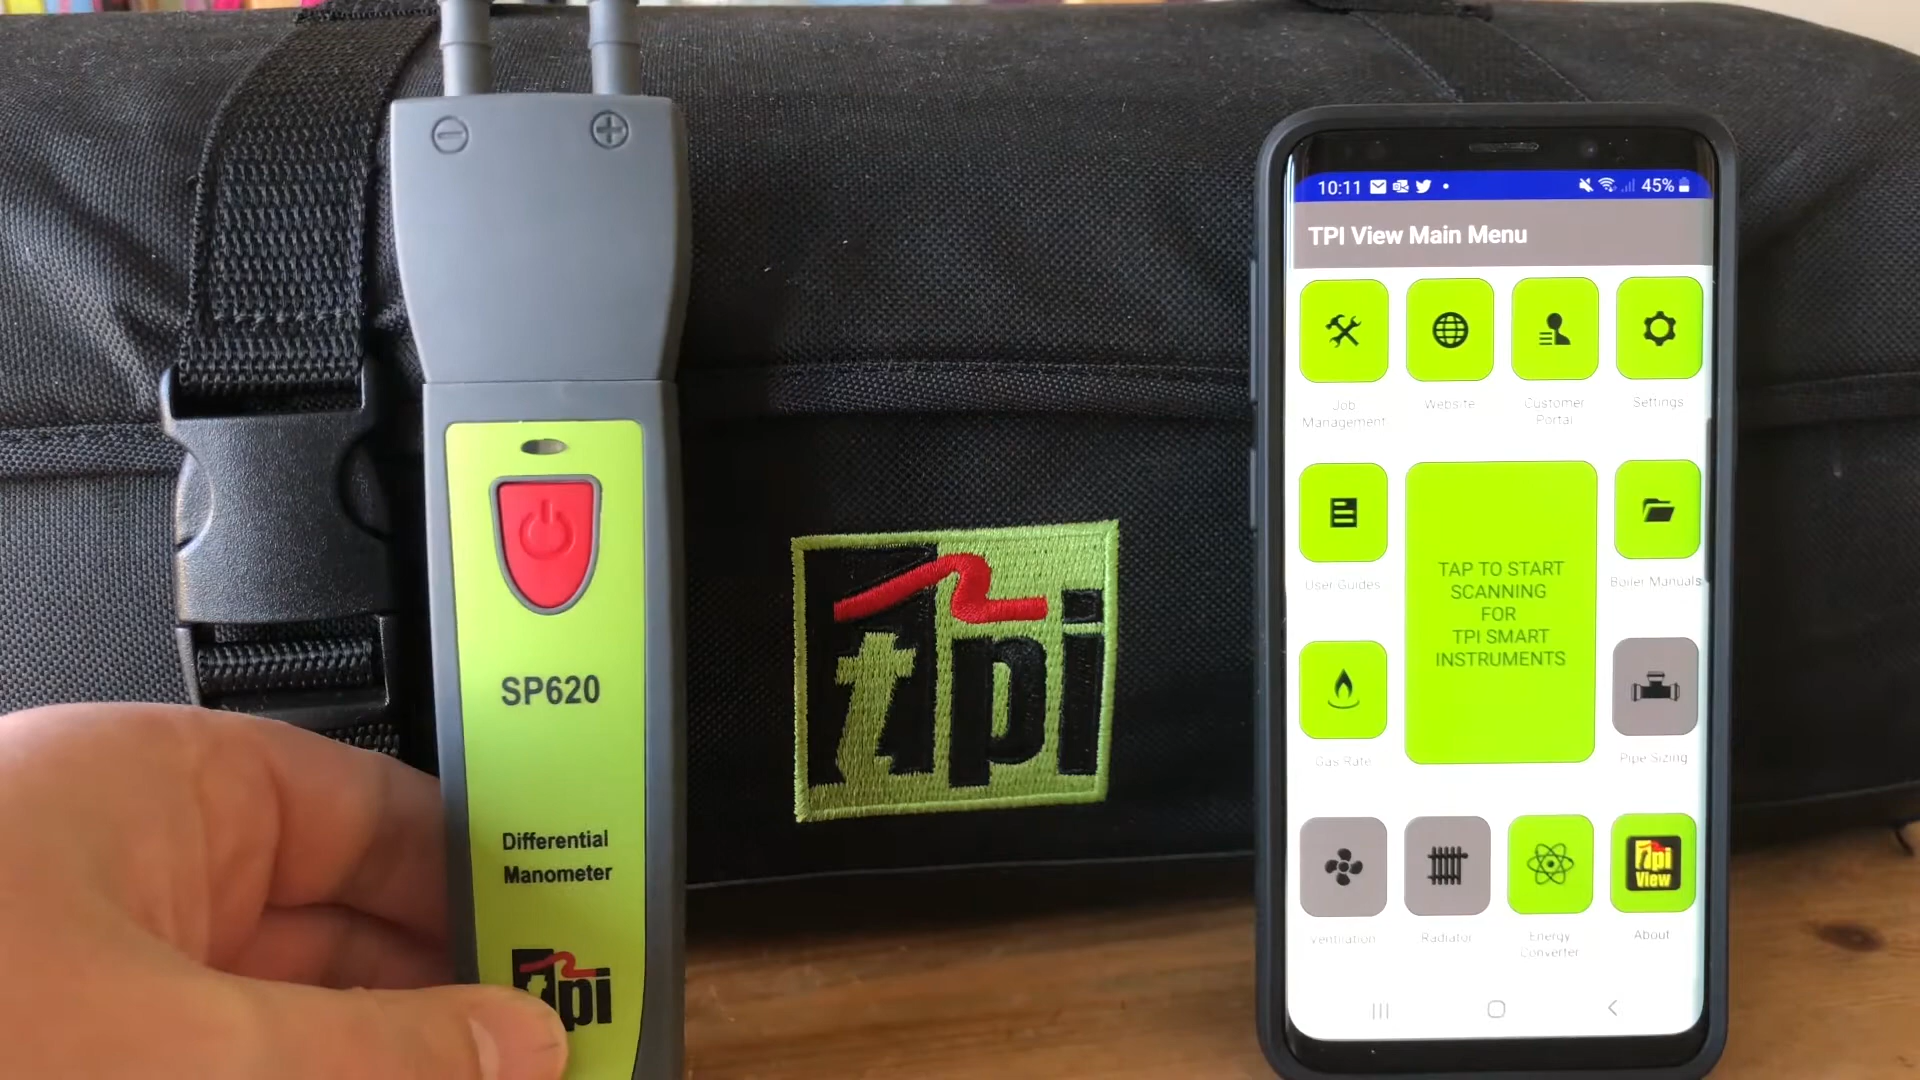 SP620
Differential
Manometer
tpi
tpi
10:11
45%
TPI View Main Menu
Job
Management
Website
Customer
Portal
Settings
User Guides
TAP TO START
SCANNING
FOR
TPI SMART
INSTRUMENTS
Boiler Manuals
Gas Rate
Pipe Sizing
Ventilation
Radiator
Energy
Converter
tpi
View
About